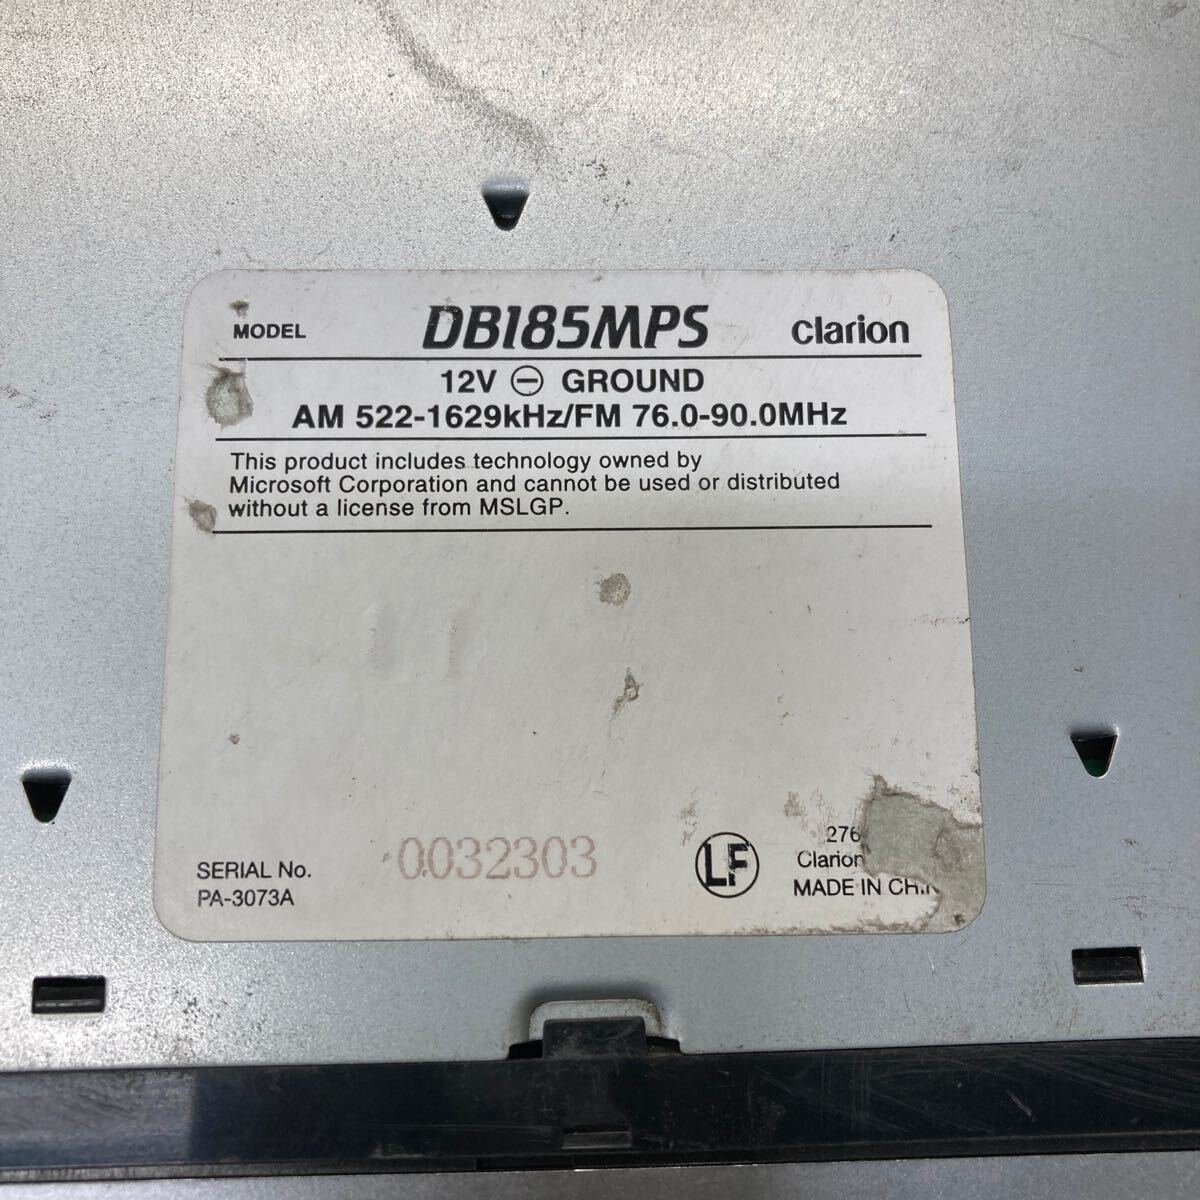 MODEL DB185MPS clarion
12V ⊖ GROUND
AM 522-1629kHz/FM 76.0-90.0MHz
This product includes technology owned by
Microsoft Corporation and cannot be used or distributed
without a license from MSLGP.
276
SERIAL No. 0032303 LF Clarion
PA-3073A MADE IN